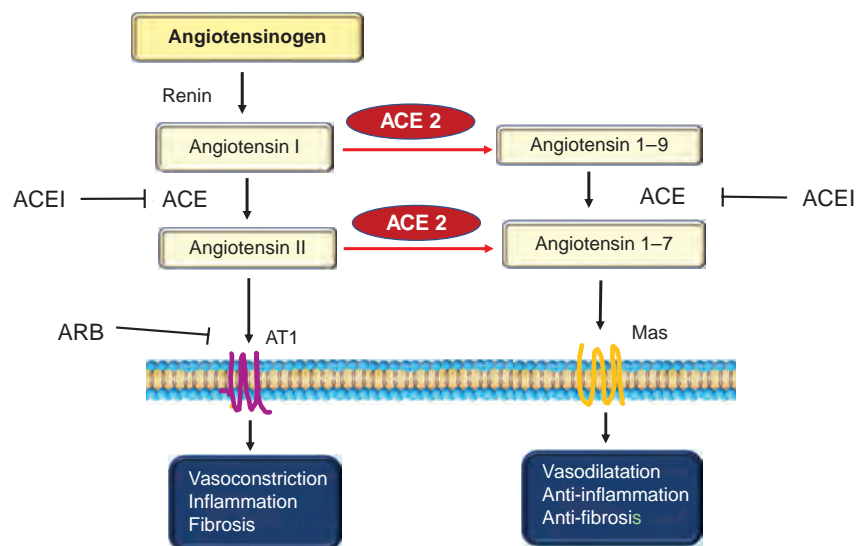 Angiotensinogen
Renin
ACE 2
Angiotensin I
Angiotensin 1–9
ACEI
ACE
ACE
ACEI
ACE 2
Angiotensin II
Angiotensin 1–7
ARB
AT1
Mas
Vasoconstriction
Inflammation
Fibrosis
Vasodilatation
Anti-inflammation
Anti-fibrosis